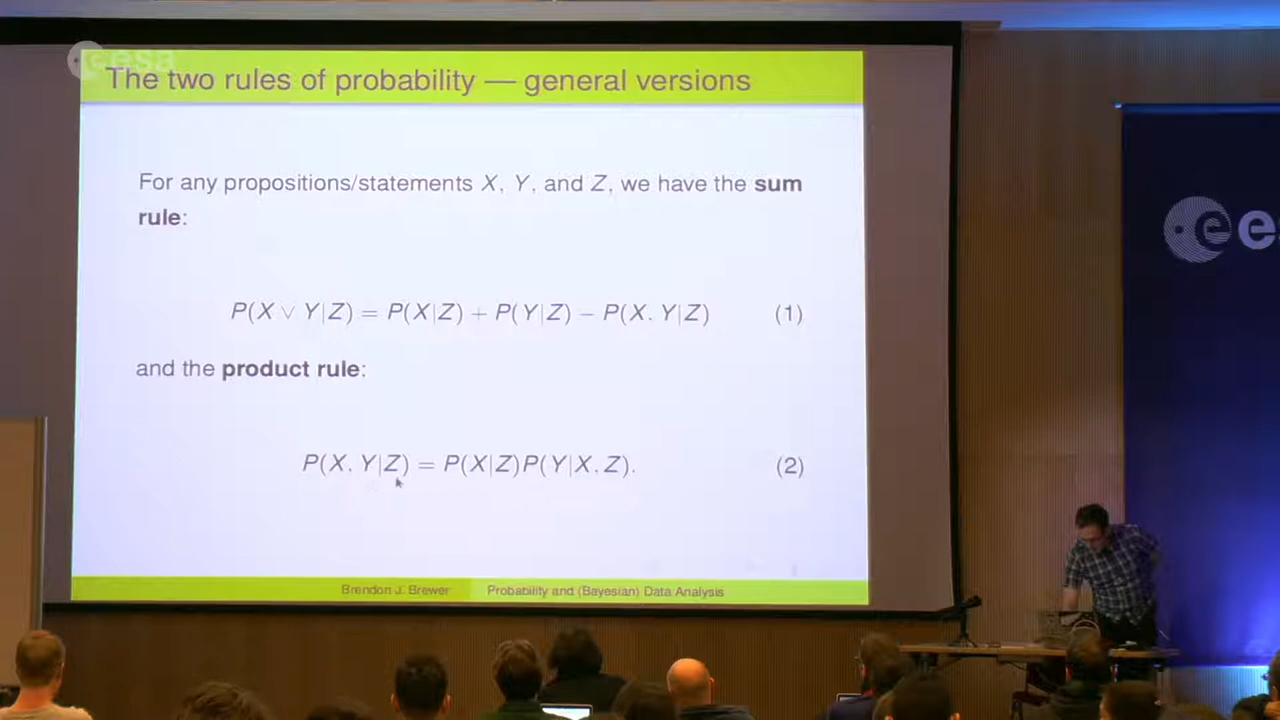 esa
The two rules of probability — general versions
For any propositions/statements X, Y, and Z, we have the sum
rule:
P(X ∨ Y|Z) = P(X|Z) + P(Y|Z) − P(X. Y|Z) (1)
and the product rule:
P(X. Y|Z) = P(X|Z)P(Y|X. Z). (2)
Brendon J. Brewer Probability and (Bayesian) Data Analysis
es